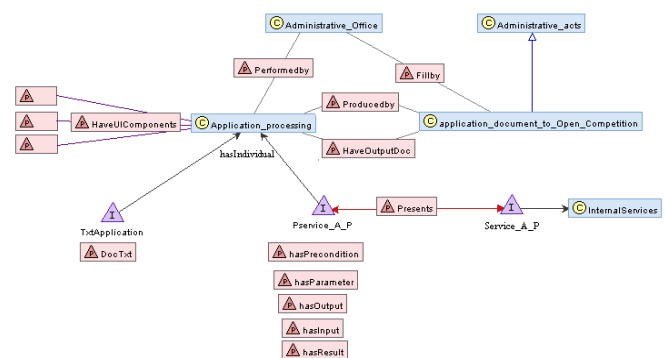 C Administrative_Office
C Administrative_acts
P Performedby
P Fillby
P
P Producedby
P HaveUIComponents
C Application_processing
C application_document_to_Open_Competition
P
P HaveOutputDoc
hasIndividual
I
TxtApplication
P DocTxt
I
Pservice_A_P
P Presents
I
Service_A_P
C InternalServices
P hasPrecondition
P hasParameter
P hasOutput
P hasInput
P hasResult